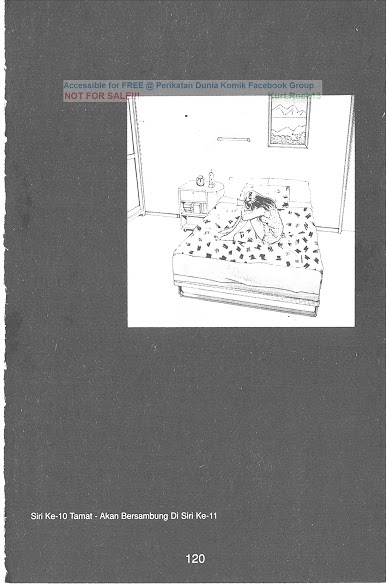 Accessible for FREE @ Perikatan Dunia Komik Facebook Group
NOT FOR SALE!!!
Kurt Rock13
Siri Ke-10 Tamat - Akan Bersambung Di Siri Ke-11
120